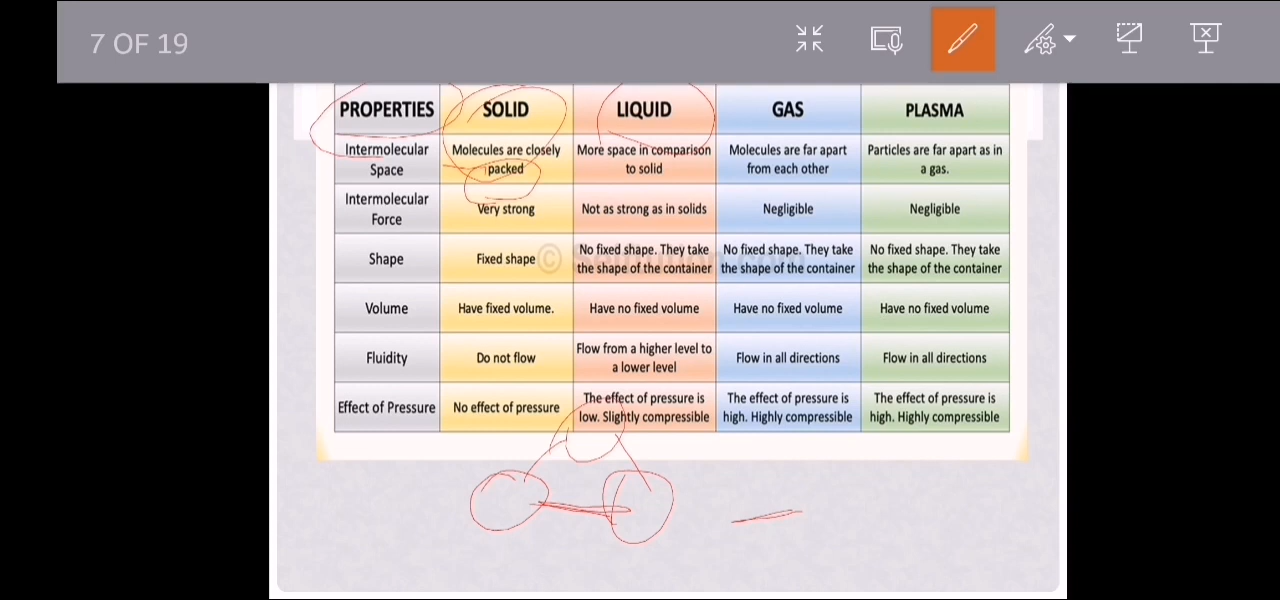 7 OF 19
PROPERTIES SOLID LIQUID GAS PLASMA
Intermolecular Space Molecules are closely packed More space in comparison to solid Molecules are far apart from each other Particles are far apart as in a gas.
Intermolecular Force Very strong Not as strong as in solids Negligible Negligible
Shape Fixed shape No fixed shape. They take the shape of the container No fixed shape. They take the shape of the container No fixed shape. They take the shape of the container
Volume Have fixed volume. Have no fixed volume Have no fixed volume Have no fixed volume
Fluidity Do not flow Flow from a higher level to a lower level Flow in all directions Flow in all directions
Effect of Pressure No effect of pressure The effect of pressure is low. Slightly compressible The effect of pressure is high. Highly compressible The effect of pressure is high. Highly compressible